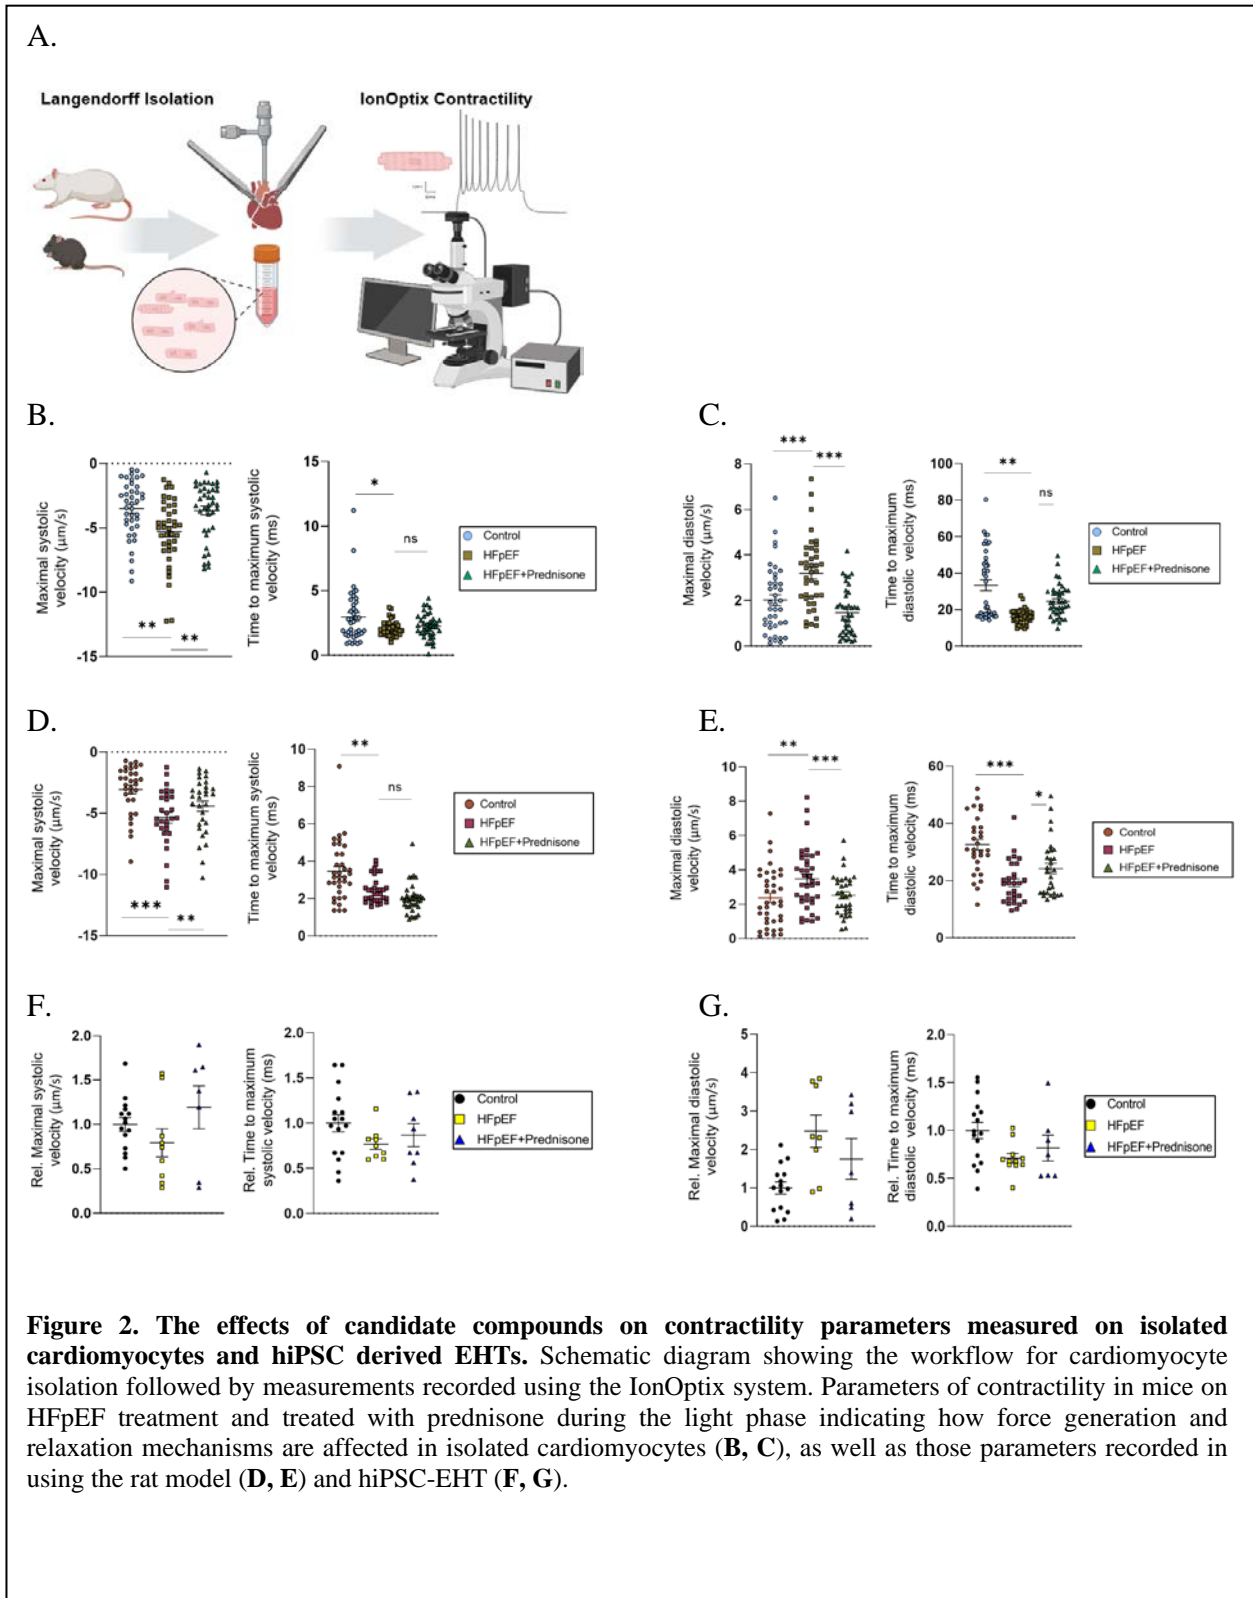 A.
Langendorff Isolation
IonOptix Contractility
B.
Maximal systolic
velocity (µm/s)
0
-5
-10
-15
**
**
Time to maximum systolic
velocity (ms)
15
10
5
0
*
ns
Control
HFpEF
HFpEF+Prednisone
C.
Maximal diastolic
velocity (µm/s)
8
6
4
2
0
***
***
Time to maximum
diastolic velocity (ms)
100
80
60
40
20
0
**
ns
Control
HFpEF
HFpEF+Prednisone
D.
Maximal systolic
velocity (µm/s)
0
-5
-10
-15
***
**
Time to maximum systolic
velocity (ms)
10
8
6
4
2
0
**
ns
Control
HFpEF
HFpEF+Prednisone
E.
Maximal diastolic
velocity (µm/s)
10
8
6
4
2
0
**
***
Time to maximum
diastolic velocity (ms)
60
40
20
0
***
*
Control
HFpEF
HFpEF+Prednisone
F.
Rel. Maximal systolic
velocity (µm/s)
2.0
1.5
1.0
0.5
0.0
Rel. Time to maximum
systolic velocity (ms)
2.0
1.5
1.0
0.5
0.0
Control
HFpEF
HFpEF+Prednisone
G.
Rel. Maximal diastolic
velocity (µm/s)
5
4
3
2
1
0
Rel. Time to maximum
diastolic velocity (ms)
2.0
1.5
1.0
0.5
0.0
Control
HFpEF
HFpEF+Prednisone
Figure 2. The effects of candidate compounds on contractility parameters measured on isolated
cardiomyocytes and hiPSC derived EHTs. Schematic diagram showing the workflow for cardiomyocyte
isolation followed by measurements recorded using the IonOptix system. Parameters of contractility in mice on
HFpEF treatment and treated with prednisone during the light phase indicating how force generation and
relaxation mechanisms are affected in isolated cardiomyocytes (B, C), as well as those parameters recorded in
using the rat model (D, E) and hiPSC-EHT (F, G).